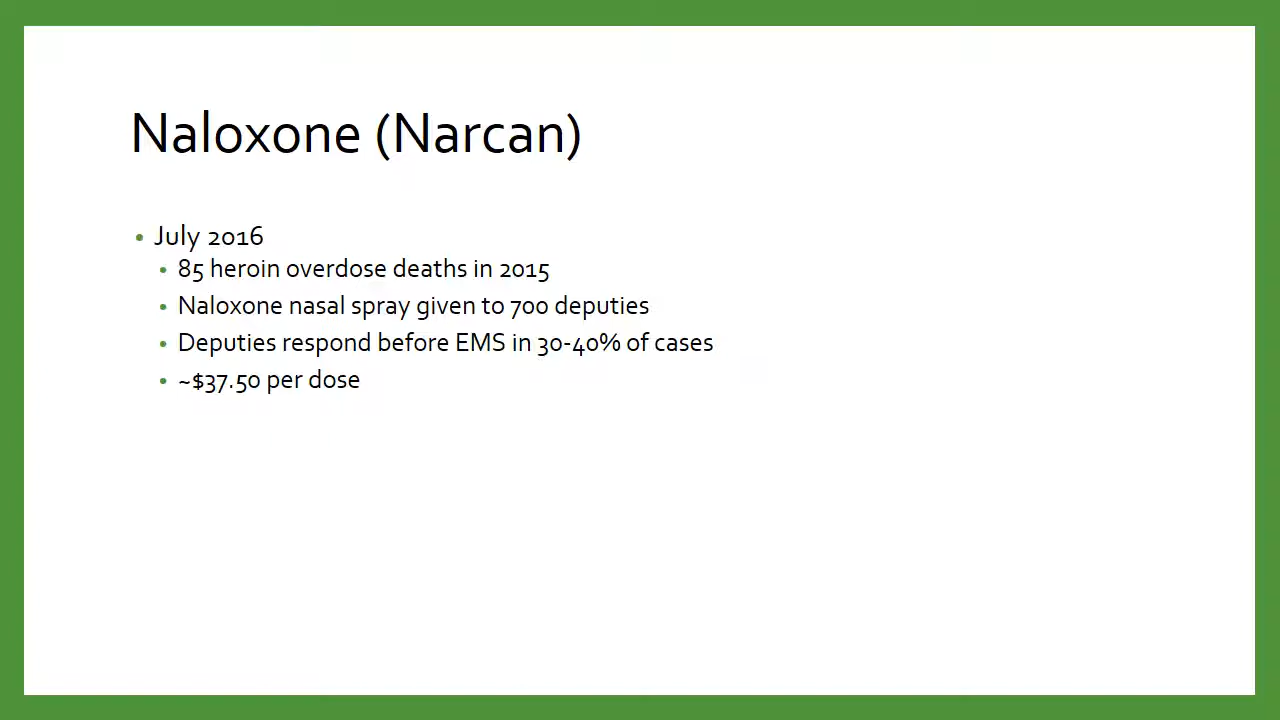 Naloxone (Narcan)
• July 2016
• 85 heroin overdose deaths in 2015
• Naloxone nasal spray given to 700 deputies
• Deputies respond before EMS in 30-40% of cases
• ~$37.50 per dose